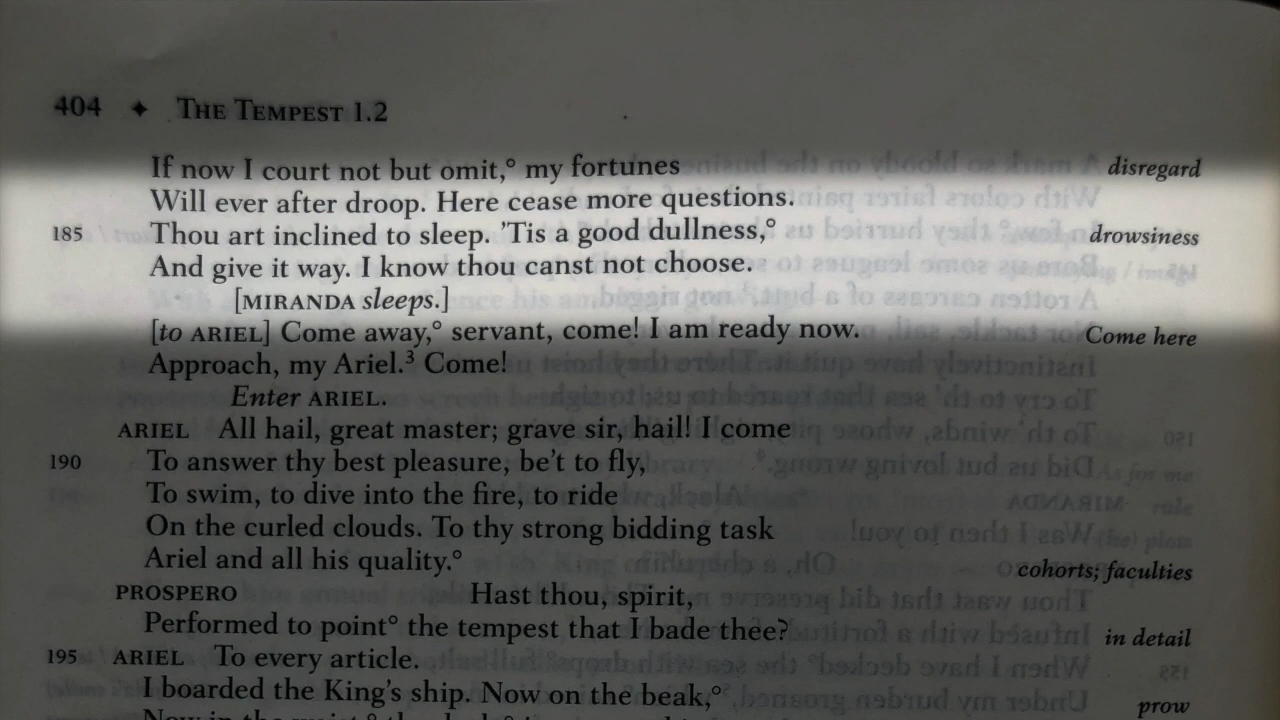 404 ✦ THE TEMPEST 1.2
If now I court not but omit,° my fortunes disregard
Will ever after droop. Here cease more questions.
185 Thou art inclined to sleep. 'Tis a good dullness,° drowsiness
And give it way. I know thou canst not choose.
[MIRANDA sleeps.]
[to ARIEL] Come away,° servant, come! I am ready now. Come here
Approach, my Ariel.³ Come!
Enter ARIEL.
ARIEL All hail, great master; grave sir, hail! I come
190 To answer thy best pleasure, be't to fly,
To swim, to dive into the fire, to ride
On the curled clouds. To thy strong bidding task
Ariel and all his quality.° cohorts; faculties
PROSPERO Hast thou, spirit,
Performed to point° the tempest that I bade thee? in detail
195 ARIEL To every article.
I boarded the King's ship. Now on the beak,° prow